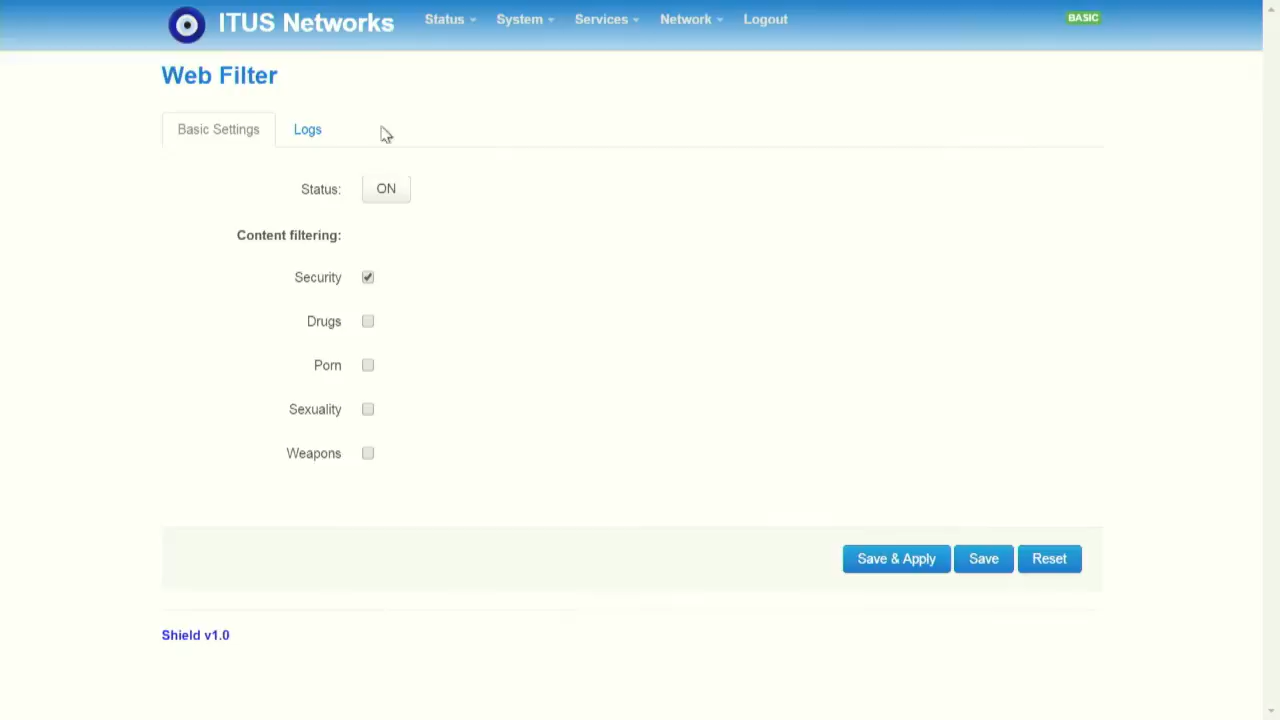 ITUS Networks Status System Services Network Logout BASIC
Web Filter
Basic Settings Logs
Status: ON
Content filtering:
Security
Drugs
Porn
Sexuality
Weapons
Save & Apply Save Reset
Shield v1.0